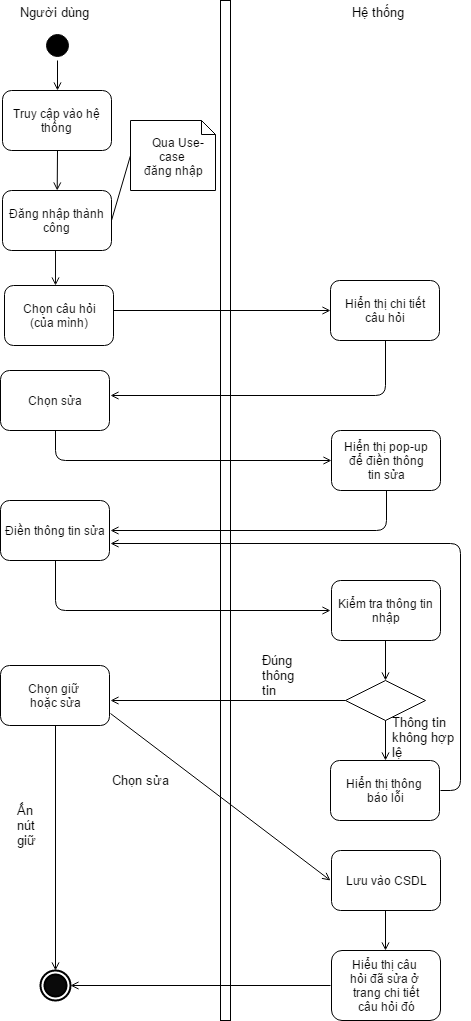 Người dùng
Hệ thống
Truy cập vào hệ
thống
Qua Use-
case
đăng nhập
Đăng nhập thành
công
Chọn câu hỏi
(của mình)
Hiển thị chi tiết
câu hỏi
Chọn sửa
Hiển thị pop-up
để điền thông
tin sửa
Điền thông tin sửa
Kiểm tra thông tin
nhập
Đúng
thông
tin
Chọn giữ
hoặc sửa
Thông tin
không hợp
lệ
Chọn sửa
Hiển thị thông
báo lỗi
Ấn
nút
giữ
Lưu vào CSDL
Hiểu thị câu
hỏi đã sửa ở
trang chi tiết
câu hỏi đó